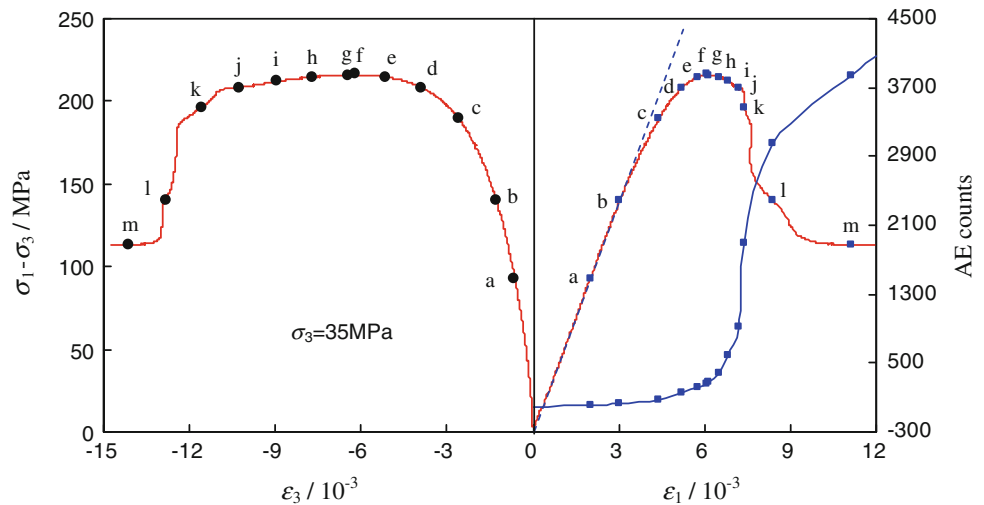 250
200
150
100
50
0
σ₁-σ₃ / MPa
4500
3700
2900
2100
1300
500
-300
AE counts
m
l
k
j
i
h
g
f
e
d
c
b
a
σ₃=35MPa
a
b
c
d
e
f
g
h
i
j
k
l
m
-15
-12
-9
-6
-3
0
3
6
9
12
ε₃ / 10⁻³
ε₁ / 10⁻³